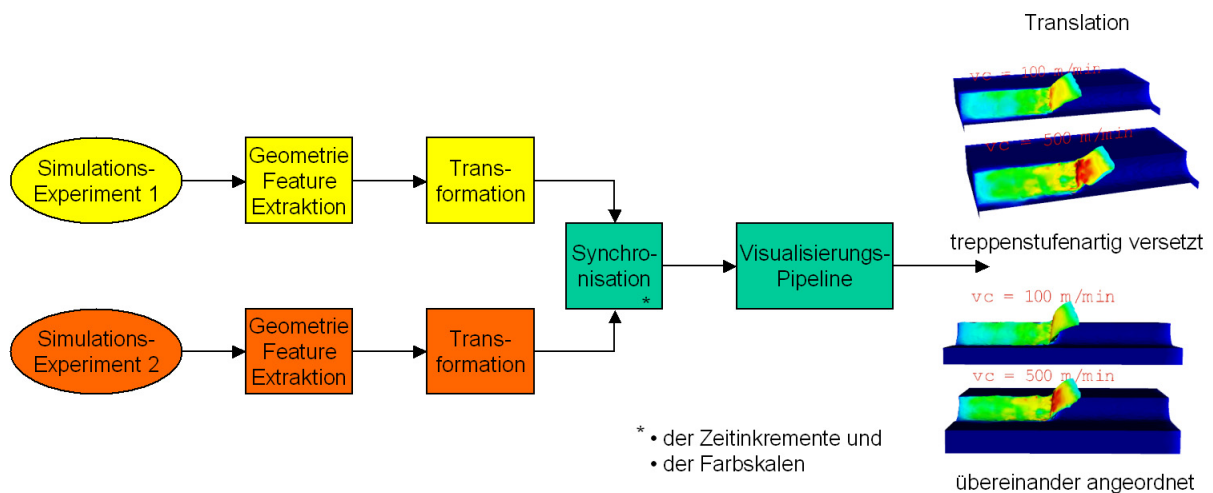 Translation
vc = 100 m/min
vc = 500 m/min
treppenstufenartig versetzt
Simulations-
Experiment 1
Geometrie
Feature
Extraktion
Trans-
formation
Synchro-
nisation
*
Visualisierungs-
Pipeline
Simulations-
Experiment 2
Geometrie
Feature
Extraktion
Trans-
formation
vc = 100 m/min
vc = 500 m/min
übereinander angeordnet
* • der Zeitinkremente und
• der Farbskalen